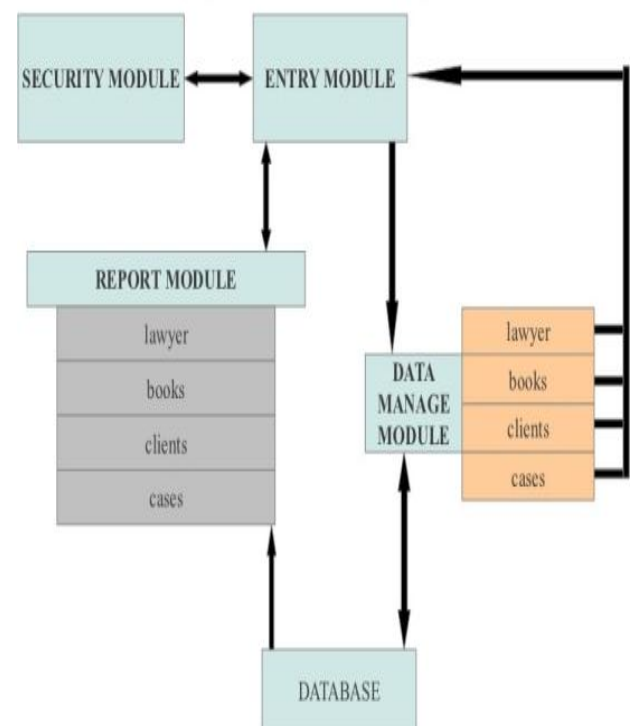 SECURITY MODULE
ENTRY MODULE
REPORT MODULE
lawyer
books
clients
cases
DATA
MANAGE
MODULE
lawyer
books
clients
cases
DATABASE